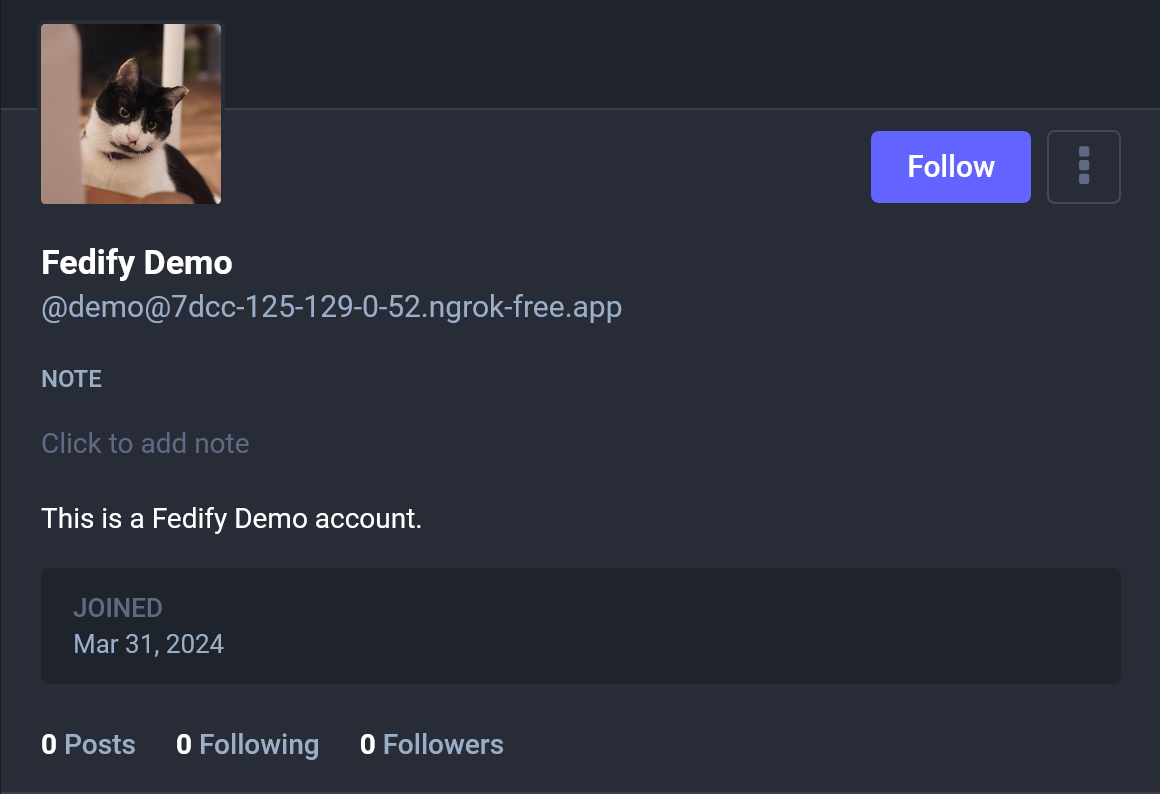 Follow
Fedify Demo
@demo@7dcc-125-129-0-52.ngrok-free.app
NOTE
Click to add note
This is a Fedify Demo account.
JOINED
Mar 31, 2024
0 Posts 0 Following 0 Followers